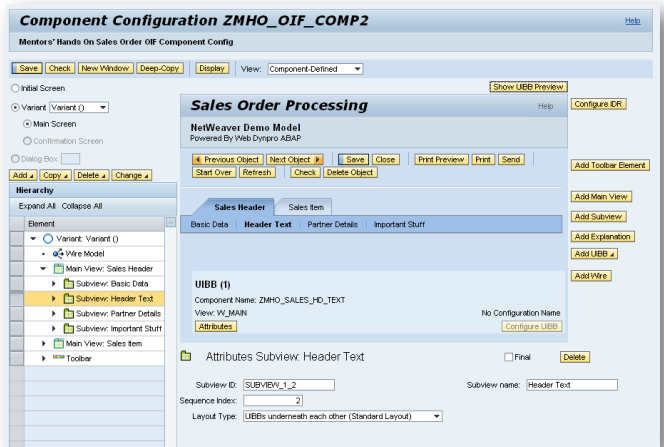 Component Configuration ZMHO_OIF_COMP2
Help
Mentors' Hands On Sales Order OIF Component Config
Save Check New Window Deep-Copy Display View: Component-Defined
Initial Screen
Show UIBB Preview
Variant Variant ()
Main Screen
Confirmation Screen
Dialog Box
Add Copy Delete Change
Hierarchy
Expand All Collapse All
Element
Variant: Variant ()
Wire Model
Main View: Sales Header
Subview: Basic Data
Subview: Header Text
Subview: Partner Details
Subview: Important Stuff
Main View: Sales Item
Toolbar
Sales Order Processing
Help
NetWeaver Demo Model
Powered By Web Dynpro ABAP
Previous Object Next Object Save Close Print Preview Print Send
Start Over Refresh Check Delete Object
Sales Header Sales Item
Basic Data Header Text Partner Details Important Stuff
UIBB (1)
Component Name: ZMHO_SALES_HD_TEXT
View: W_MAIN
No Configuration Name
Attributes
Configure UIBB
Configure IDR
Add Toolbar Element
Add Main View
Add Subview
Add Explanation
Add UIBB
Add Wire
Attributes Subview: Header Text
Final
Delete
Subview ID: SUBVIEW_1_2
Subview name: Header Text
Sequence Index: 2
Layout Type: UIBBs underneath each other (Standard Layout)